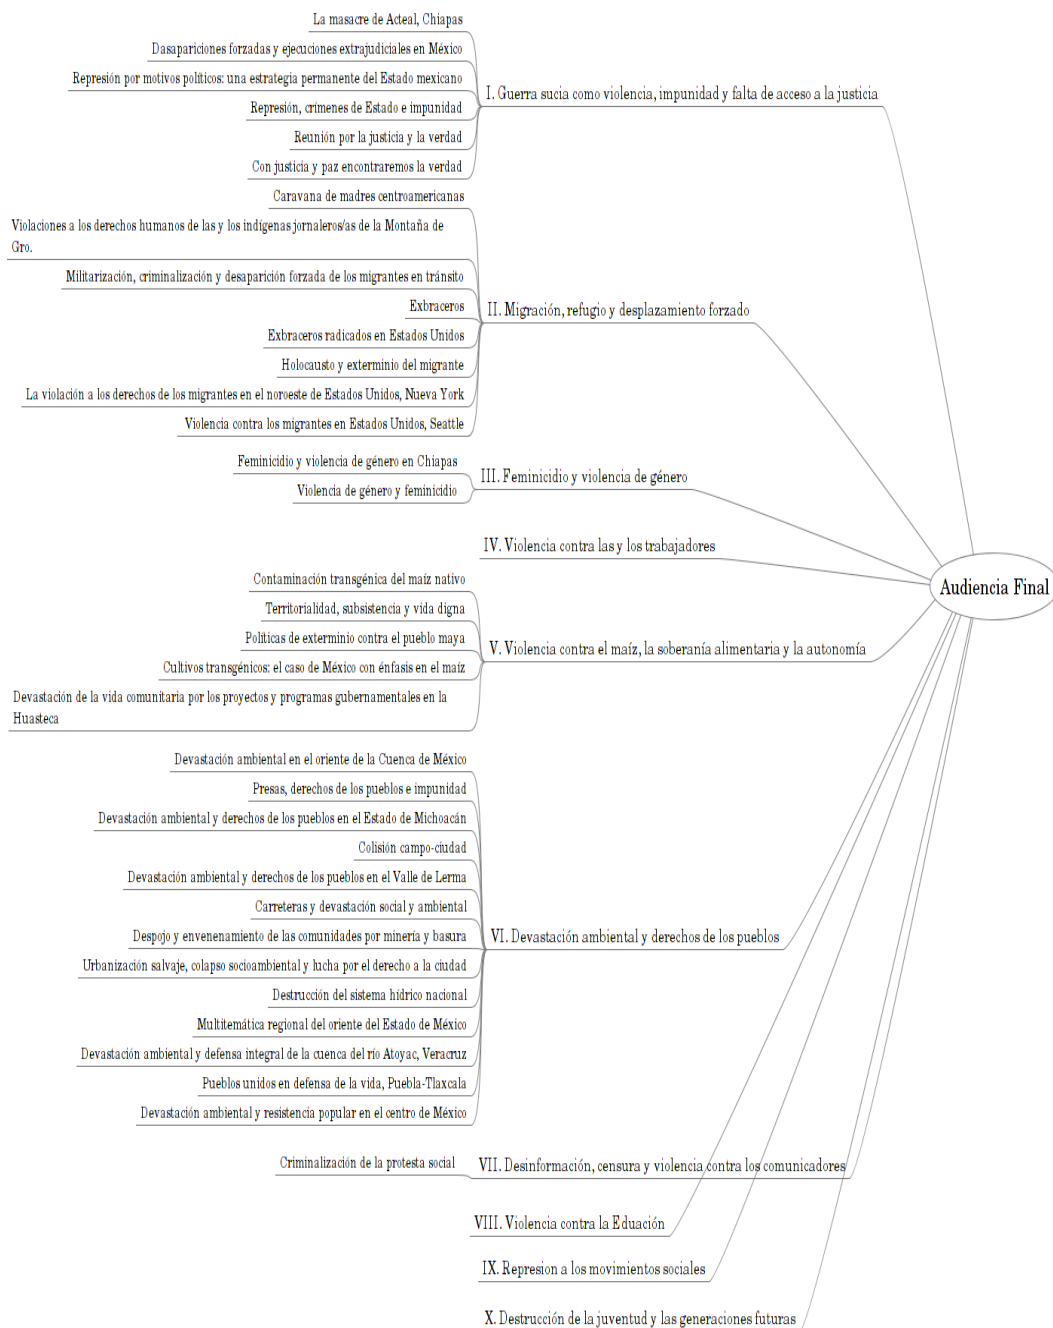 La masacre de Acteal, Chiapas
Dasapariciones forzadas y ejecuciones extrajudiciales en México
Represión por motivos políticos: una estrategia permanente del Estado mexicano
Represión, crímenes de Estado e impunidad
Reunión por la justicia y la verdad
Con justicia y paz encontraremos la verdad
I. Guerra sucia como violencia, impunidad y falta de acceso a la justicia
Caravana de madres centroamericanas
Violaciones a los derechos humanos de las y los indígenas jornaleros/as de la Montaña de
Gro.
Militarización, criminalización y desaparición forzada de los migrantes en tránsito
Exbraceros
Exbraceros radicados en Estados Unidos
Holocausto y exterminio del migrante
La violación a los derechos de los migrantes en el noroeste de Estados Unidos, Nueva York
Violencia contra los migrantes en Estados Unidos, Seattle
II. Migración, refugio y desplazamiento forzado
Feminicidio y violencia de género en Chiapas
Violencia de género y feminicidio
III. Feminicidio y violencia de género
IV. Violencia contra las y los trabajadores
Audiencia Final
Contaminación transgénica del maíz nativo
Territorialidad, subsistencia y vida digna
Políticas de exterminio contra el pueblo maya
Cultivos transgénicos: el caso de México con énfasis en el maíz
Devastación de la vida comunitaria por los proyectos y programas gubernamentales en la
Huasteca
V. Violencia contra el maíz, la soberanía alimentaria y la autonomía
Devastación ambiental en el oriente de la Cuenca de México
Presas, derechos de los pueblos e impunidad
Devastación ambiental y derechos de los pueblos en el Estado de Michoacán
Colisión campo-ciudad
Devastación ambiental y derechos de los pueblos en el Valle de Lerma
Carreteras y devastación social y ambiental
Despojo y envenenamiento de las comunidades por minería y basura
Urbanización salvaje, colapso socioambiental y lucha por el derecho a la ciudad
Destrucción del sistema hídrico nacional
Multitemática regional del oriente del Estado de México
Devastación ambiental y defensa integral de la cuenca del río Atoyac, Veracruz
Pueblos unidos en defensa de la vida, Puebla-Tlaxcala
Devastación ambiental y resistencia popular en el centro de México
VI. Devastación ambiental y derechos de los pueblos
Criminalización de la protesta social
VII. Desinformación, censura y violencia contra los comunicadores
VIII. Violencia contra la Eduación
IX. Represion a los movimientos sociales
X. Destrucción de la juventud y las generaciones futuras